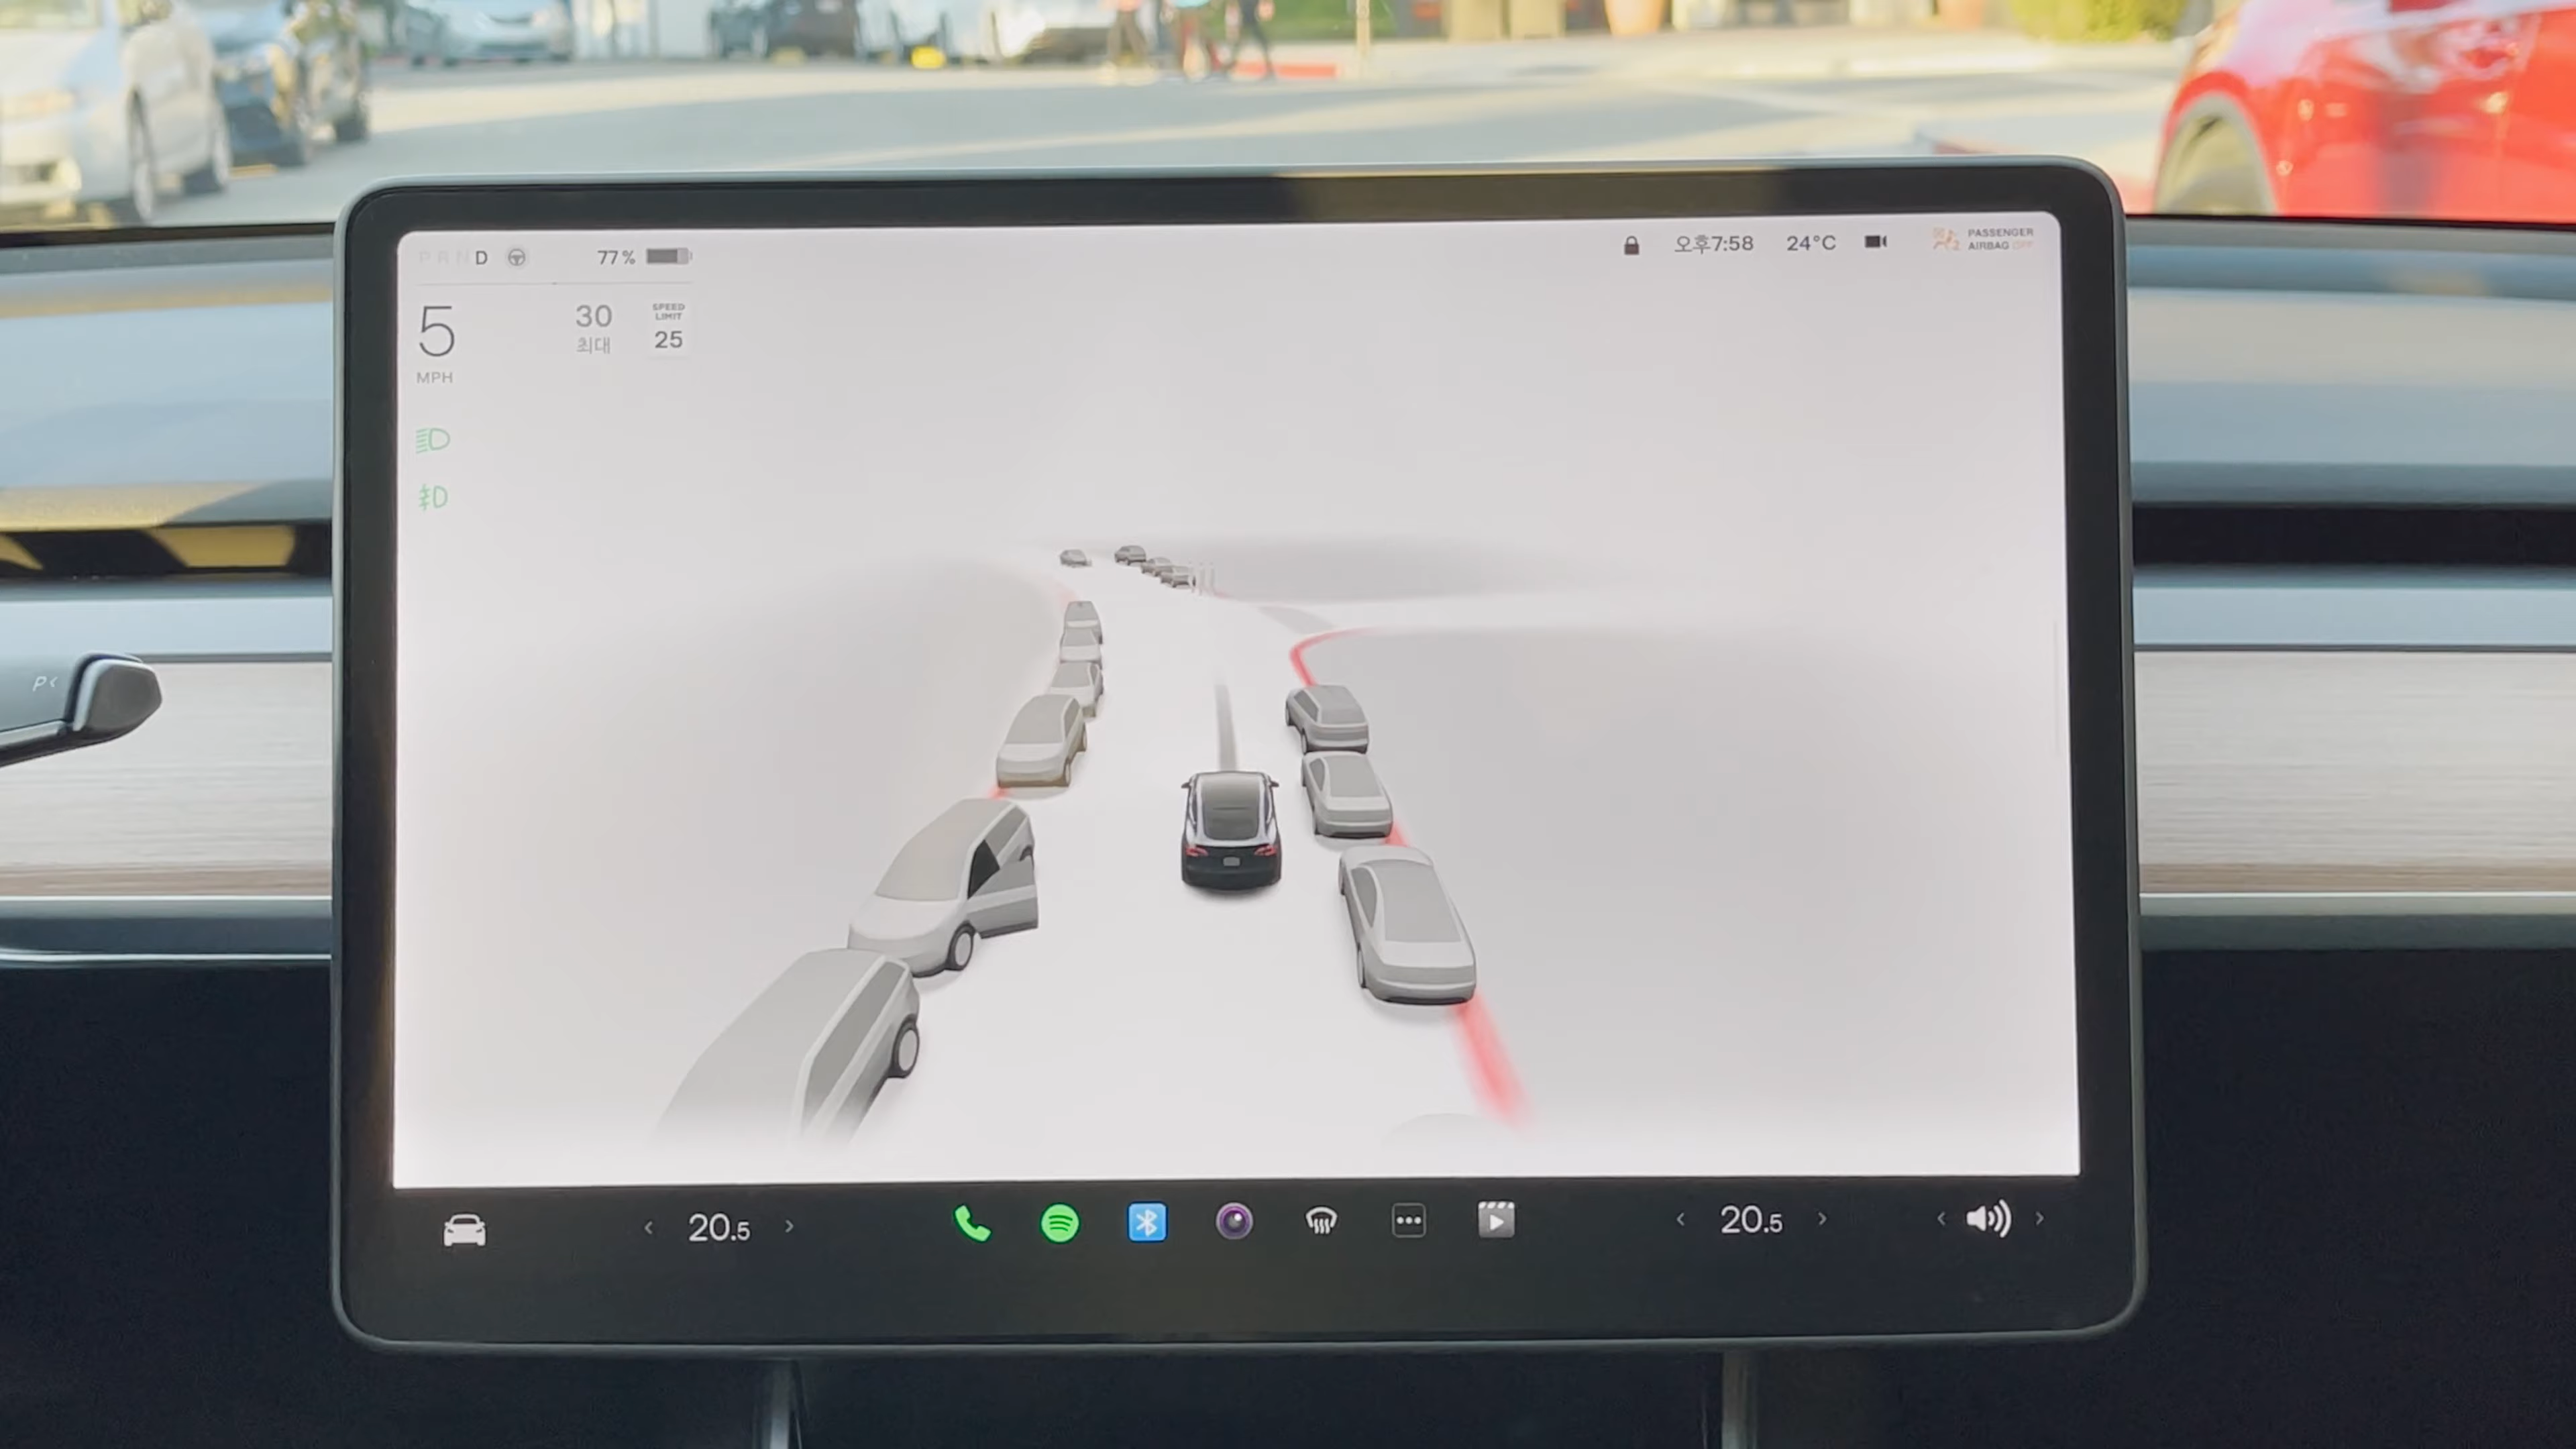 P R N D
77%
오후7:58
24°C
PASSENGER
AIRBAG OFF
5
MPH
30
최대
SPEED
LIMIT
25
P<
20.5
20.5